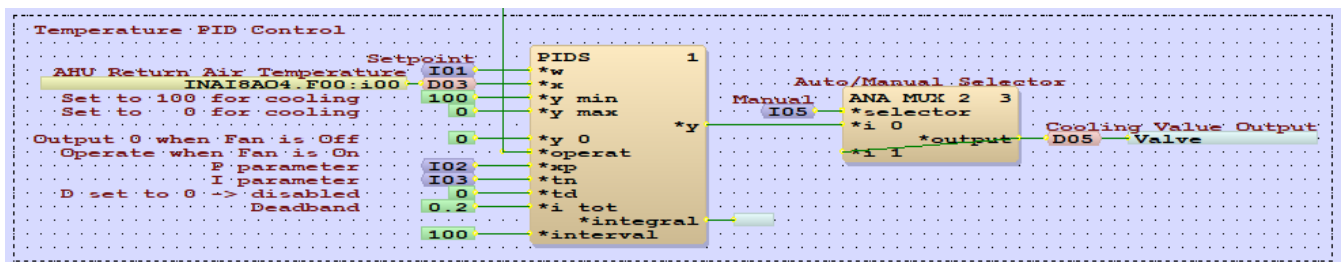 Temperature PID Control
Setpoint I01 PIDS 1
*w
AHU Return Air Temperature
INAI8AO4.F00:i00 D03 *x
Set to 100 for cooling 100 *y min
Set to 0 for cooling 0 *y max
*y
Output 0 when Fan is Off 0 *y 0
Operate when Fan is On *operat
P parameter I02 *xp
I parameter I03 *tn
D set to 0 -> disabled 0 *td
Deadband 0.2 *i tot
*integral
100 *interval
Auto/Manual Selector
ANA MUX 2 3
Manual I05 *selector
*i 0
*output
*i 1
Cooling Value Output
D05 Valve